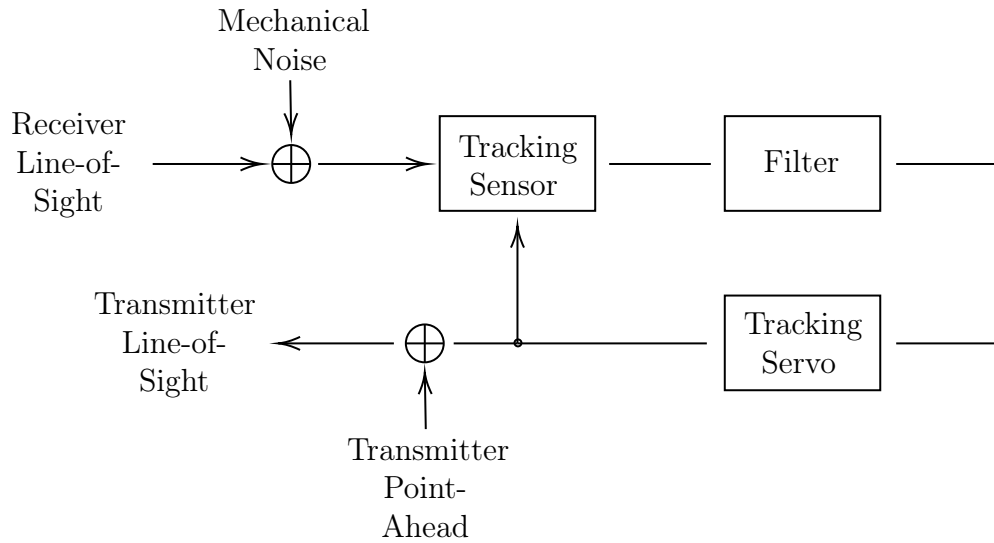 Mechanical
Noise
Receiver
Line-of-
Sight
Tracking
Sensor
Filter
Transmitter
Line-of-
Sight
Tracking
Servo
Transmitter
Point-
Ahead